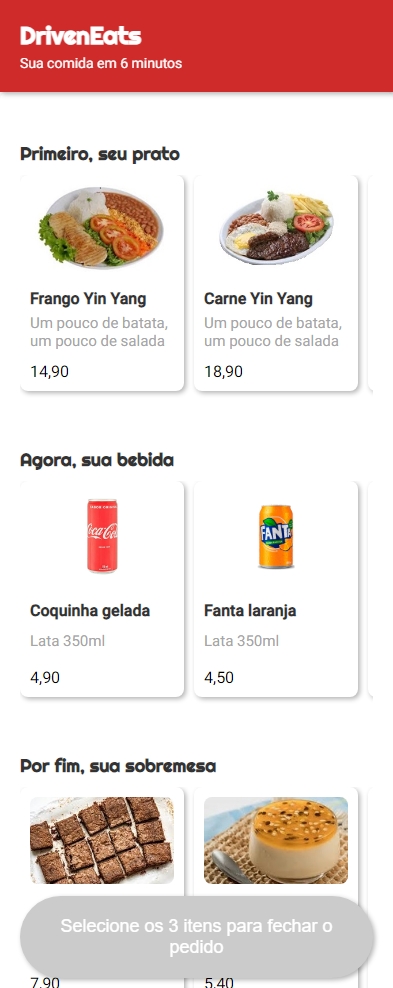 DrivenEats
Sua comida em 6 minutos
Primeiro, seu prato
Frango Yin Yang
Um pouco de batata,
um pouco de salada
14,90
Carne Yin Yang
Um pouco de batata,
um pouco de salada
18,90
Agora, sua bebida
Coca-Cola
FANTA
Coquinha gelada
Lata 350ml
4,90
Fanta laranja
Lata 350ml
4,50
Por fim, sua sobremesa
Selecione os 3 itens para fechar o
pedido
7,90
5,40